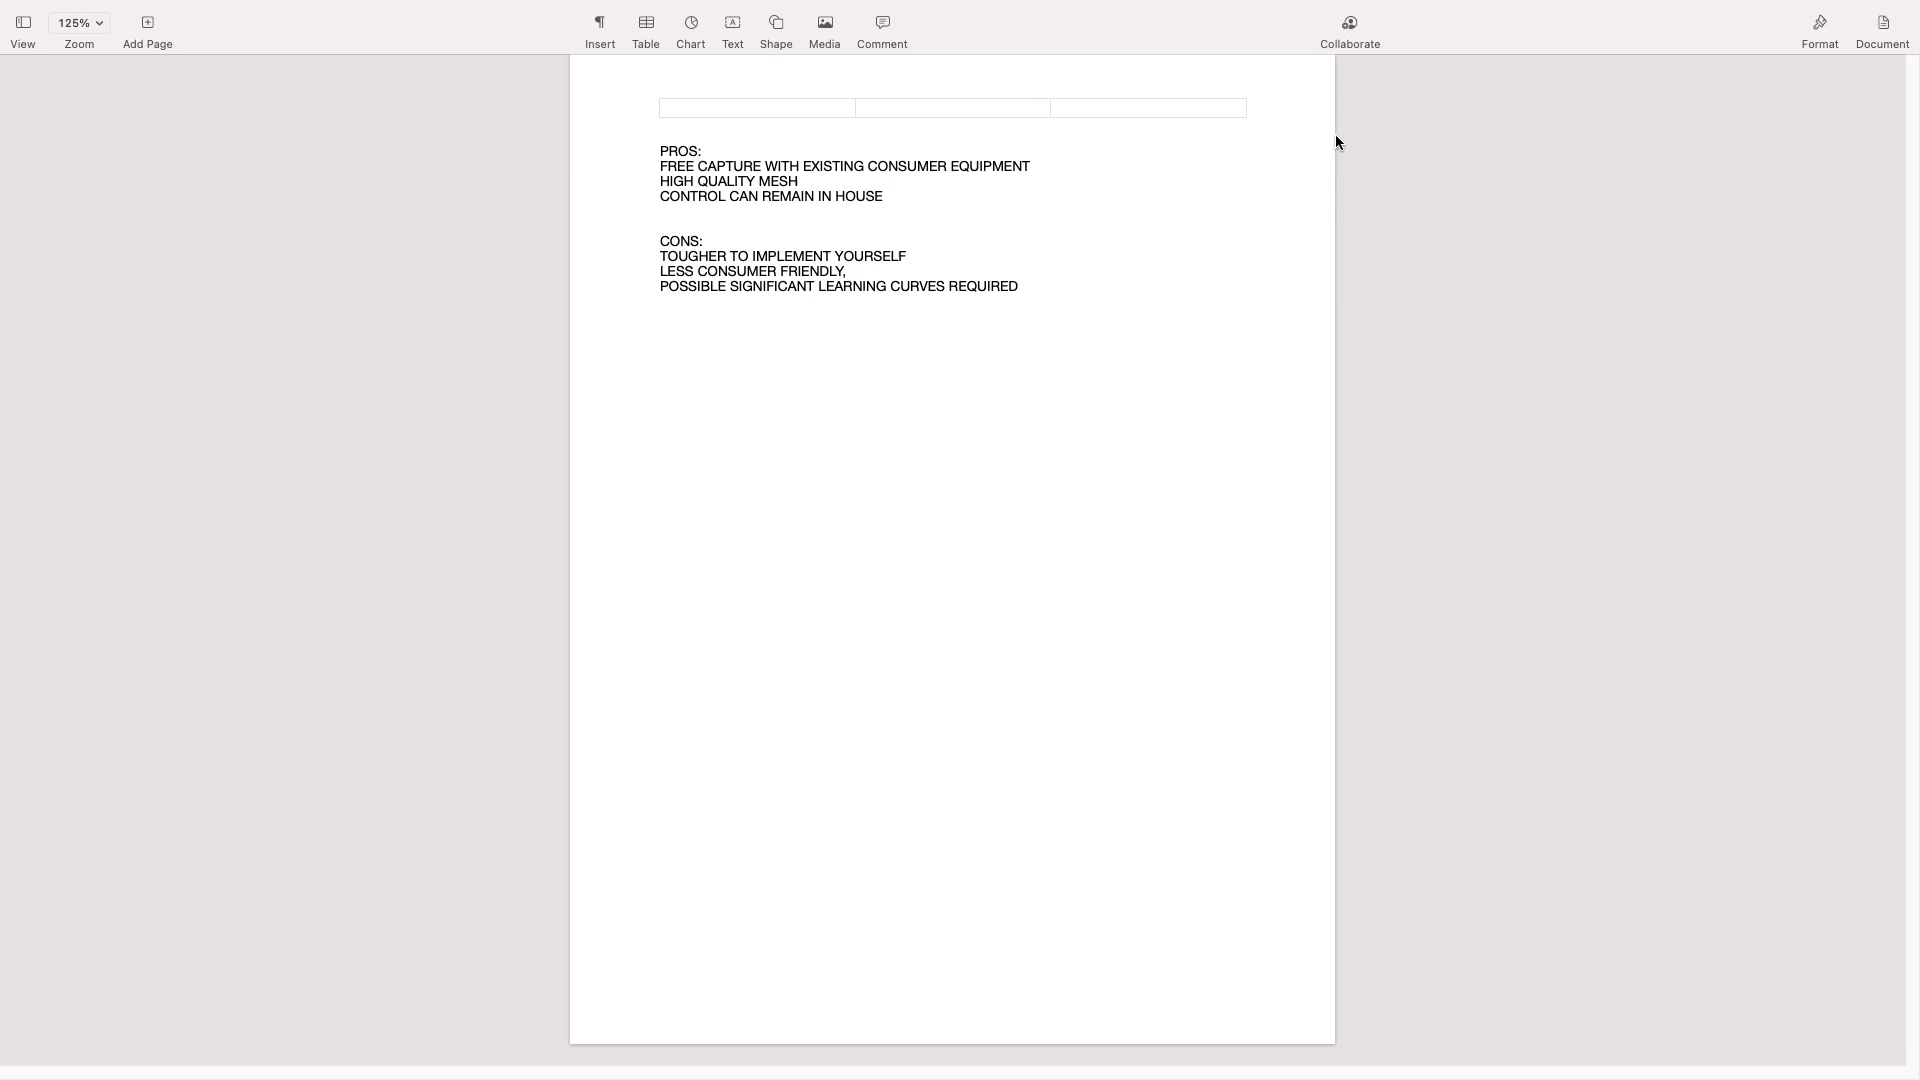 125%
View
Zoom
Add Page
Insert
Table
Chart
Text
Shape
Media
Comment
Collaborate
Format
Document
PROS:
FREE CAPTURE WITH EXISTING CONSUMER EQUIPMENT
HIGH QUALITY MESH
CONTROL CAN REMAIN IN HOUSE
CONS:
TOUGHER TO IMPLEMENT YOURSELF
LESS CONSUMER FRIENDLY,
POSSIBLE SIGNIFICANT LEARNING CURVES REQUIRED